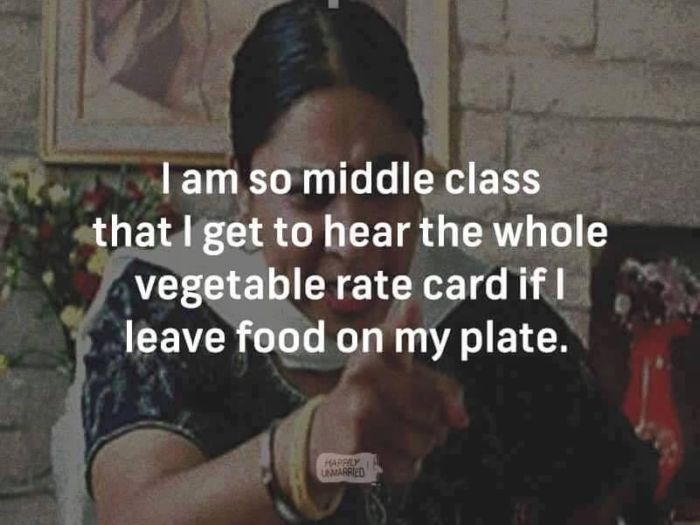 I am so middle class
that I get to hear the whole
vegetable rate card if I
leave food on my plate.
HAPPILY
UNMARRIED